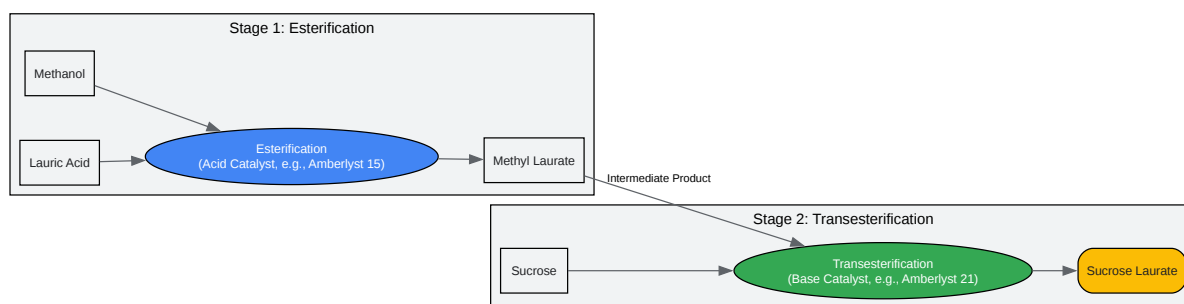 Stage 1: Esterification
Methanol
Lauric Acid
Esterification
(Acid Catalyst, e.g., Amberlyst 15)
Methyl Laurate
Intermediate Product
Stage 2: Transesterification
Sucrose
Transesterification
(Base Catalyst, e.g., Amberlyst 21)
Sucrose Laurate